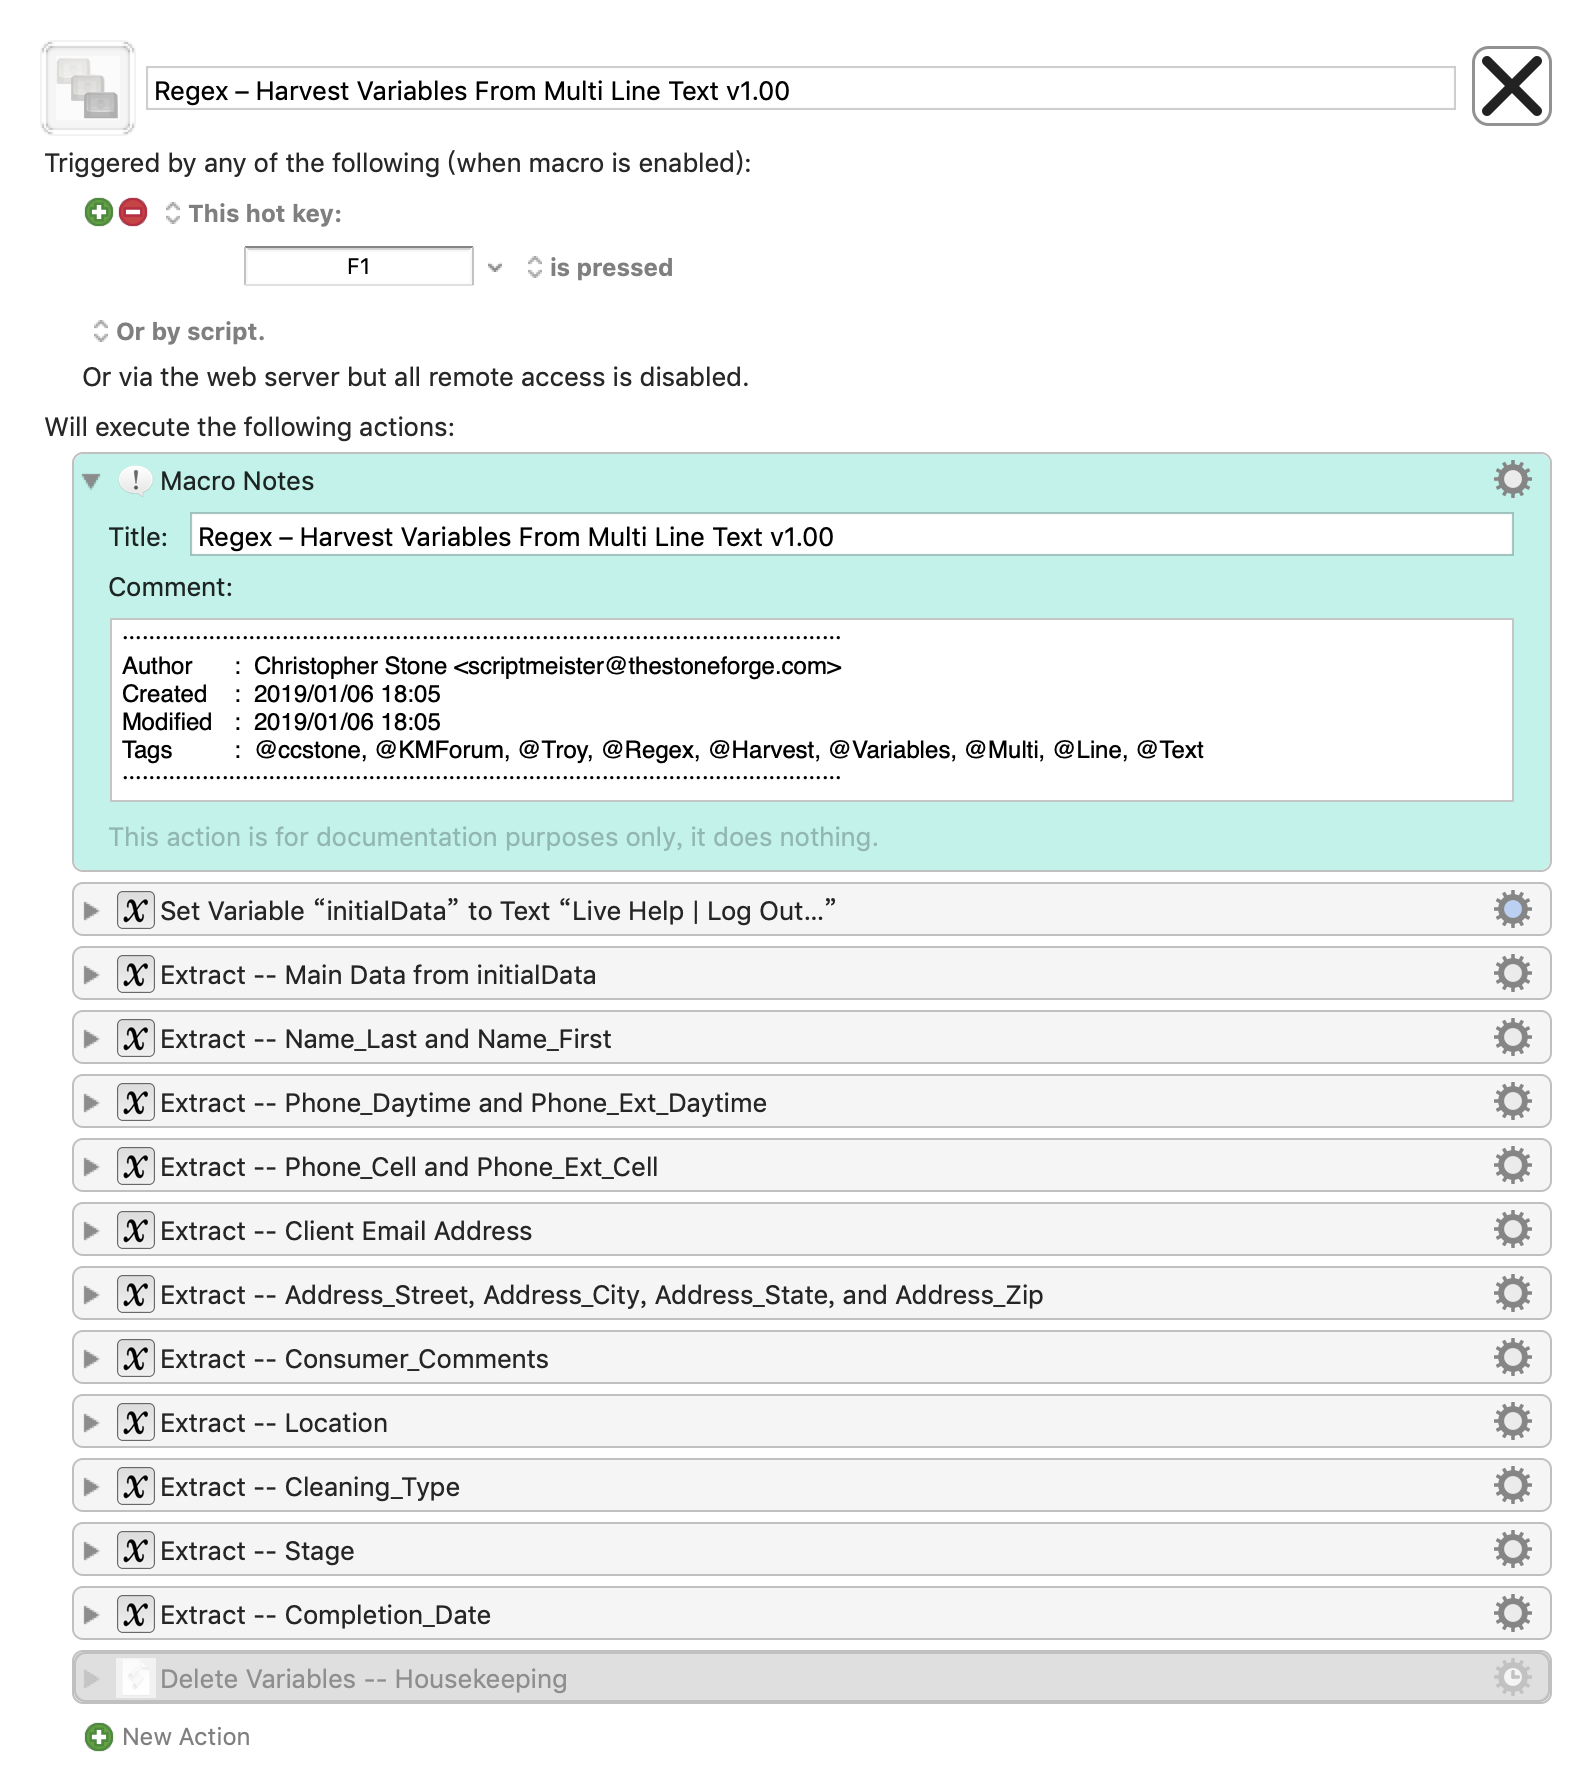 Regex – Harvest Variables From Multi Line Text v1.00
Triggered by any of the following (when macro is enabled):
This hot key:
F1 is pressed
Or by script.
Or via the web server but all remote access is disabled.
Will execute the following actions:
Macro Notes
Title: Regex – Harvest Variables From Multi Line Text v1.00
Comment:
Author : Christopher Stone <scriptmeister@thestoneforge.com>
Created : 2019/01/06 18:05
Modified : 2019/01/06 18:05
Tags : @ccstone, @KMForum, @Troy, @Regex, @Harvest, @Variables, @Multi, @Line, @Text
This action is for documentation purposes only, it does nothing.
Set Variable “initialData” to Text “Live Help | Log Out…”
Extract -- Main Data from initialData
Extract -- Name_Last and Name_First
Extract -- Phone_Daytime and Phone_Ext_Daytime
Extract -- Phone_Cell and Phone_Ext_Cell
Extract -- Client Email Address
Extract -- Address_Street, Address_City, Address_State, and Address_Zip
Extract -- Consumer_Comments
Extract -- Location
Extract -- Cleaning_Type
Extract -- Stage
Extract -- Completion_Date
Delete Variables -- Housekeeping
New Action